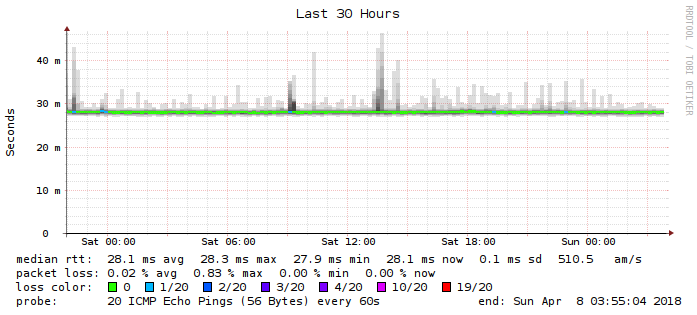 Last 30 Hours
RRDTOOL / TOBI OETIKER
Seconds
40 m
30 m
20 m
10 m
0
Sat 00:00 Sat 06:00 Sat 12:00 Sat 18:00 Sun 00:00
median rtt: 28.1 ms avg 28.3 ms max 27.9 ms min 28.1 ms now 0.1 ms sd 510.5 am/s
packet loss: 0.02 % avg 0.83 % max 0.00 % min 0.00 % now
loss color: 0 1/20 2/20 3/20 4/20 10/20 19/20
probe: 20 ICMP Echo Pings (56 Bytes) every 60s end: Sun Apr 8 03:55:04 2018